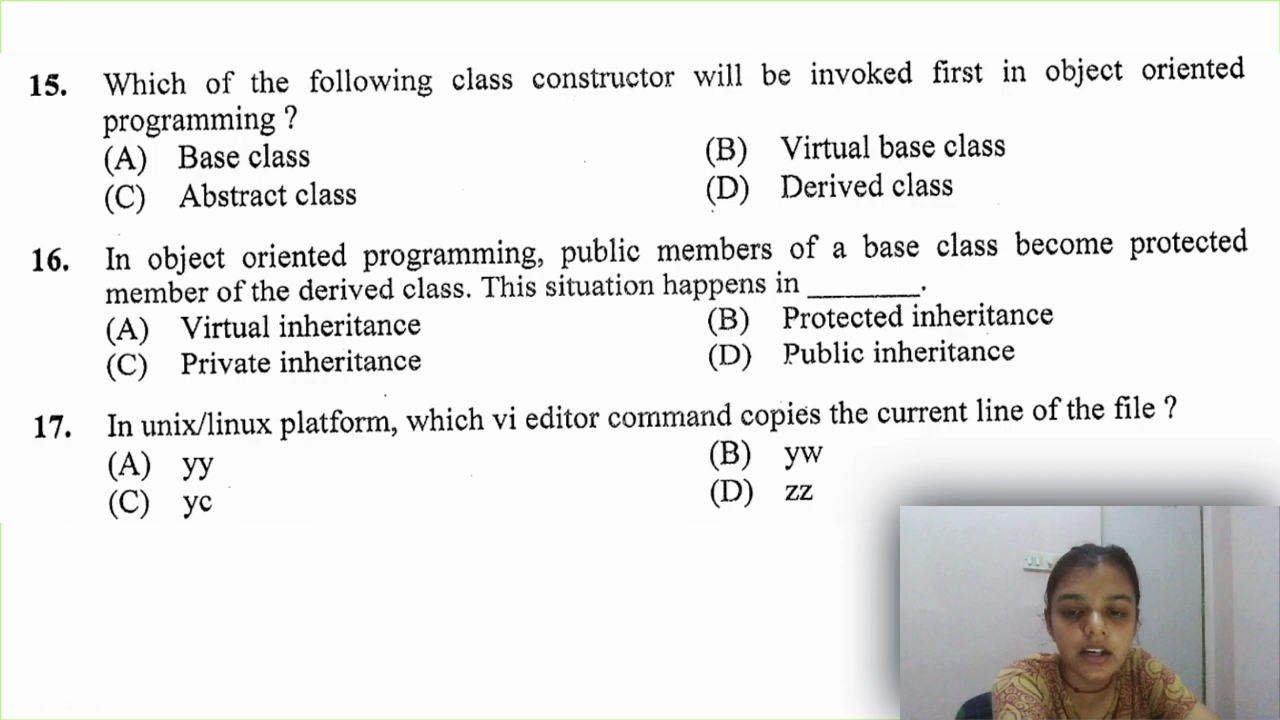 15. Which of the following class constructor will be invoked first in object oriented
programming ?
(A) Base class (B) Virtual base class
(C) Abstract class (D) Derived class
16. In object oriented programming, public members of a base class become protected
member of the derived class. This situation happens in ________.
(A) Virtual inheritance (B) Protected inheritance
(C) Private inheritance (D) Public inheritance
17. In unix/linux platform, which vi editor command copies the current line of the file ?
(A) yy (B) yw
(C) yc (D) zz